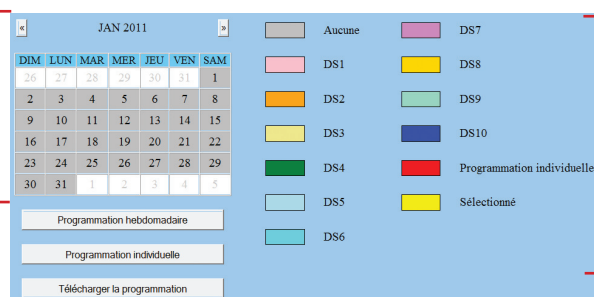 « JAN 2011 »
DIM LUN MAR MER JEU VEN SAM
26 27 28 29 30 31 1
2 3 4 5 6 7 8
9 10 11 12 13 14 15
16 17 18 19 20 21 22
23 24 25 26 27 28 29
30 31 1 2 3 4 5
Programmation hebdomadaire
Programmation individuelle
Télécharger la programmation
Aucune
DS1
DS2
DS3
DS4
DS5
DS6
DS7
DS8
DS9
DS10
Programmation individuelle
Sélectionné